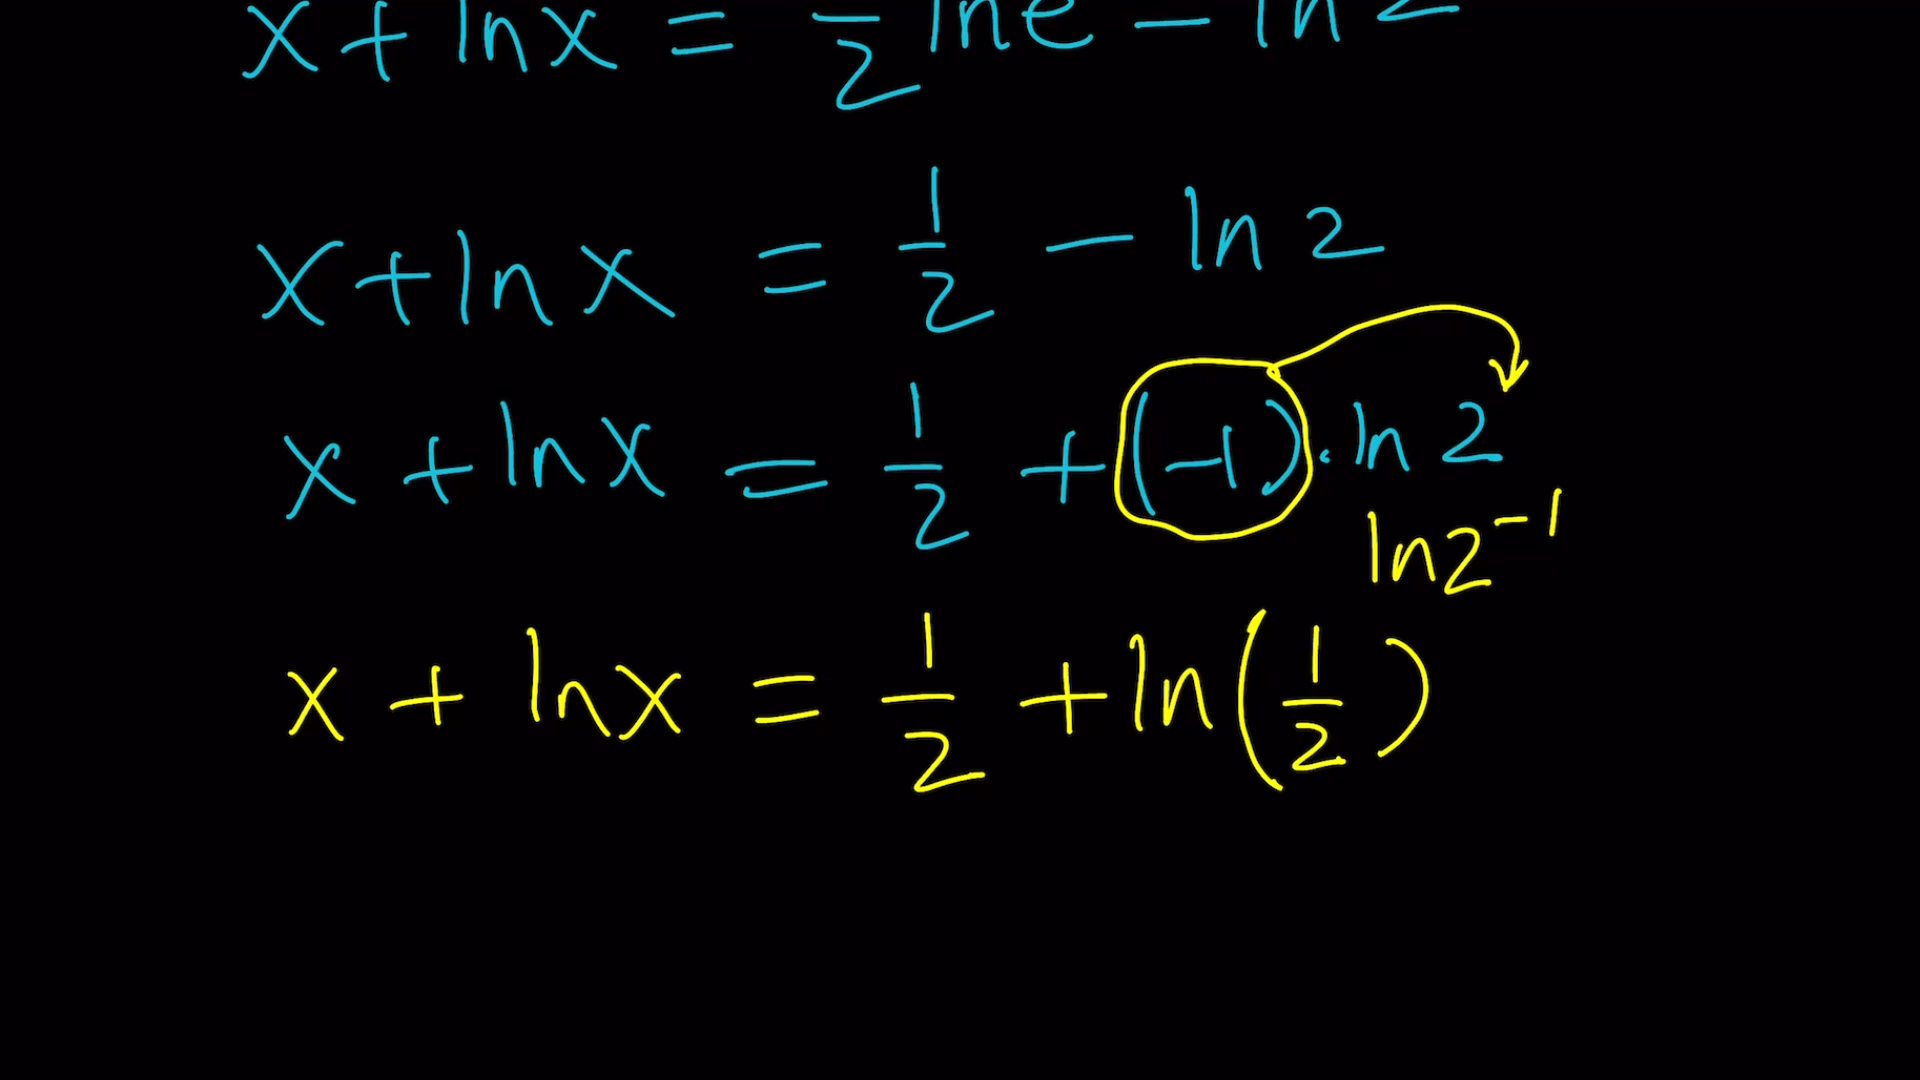 x + ln x = 1/2 ln e − ln 2
x + ln x = 1/2 − ln 2
x + ln x = 1/2 + (−1) · ln 2
ln 2⁻¹
x + ln x = 1/2 + ln(1/2)